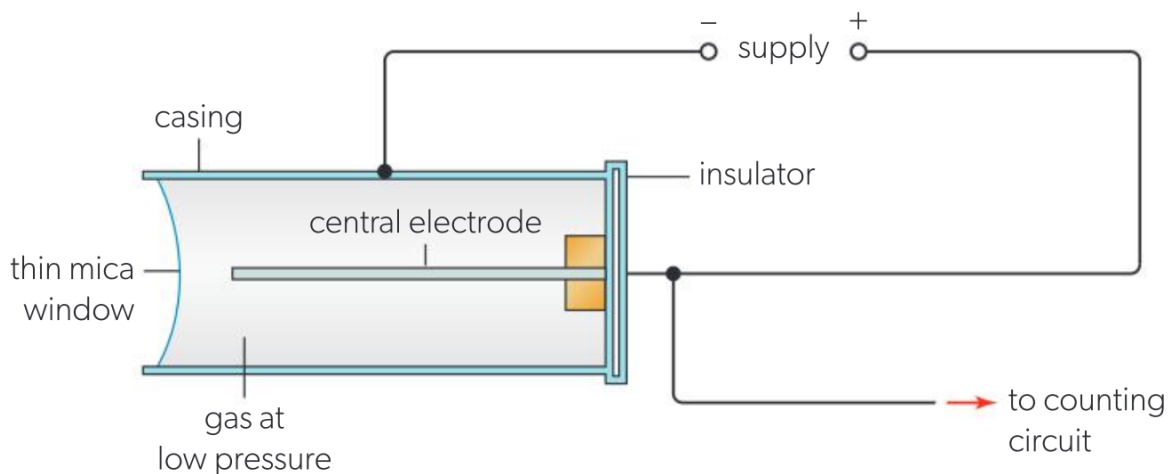 − supply +
casing
insulator
central electrode
thin mica
window
gas at
low pressure
to counting
circuit